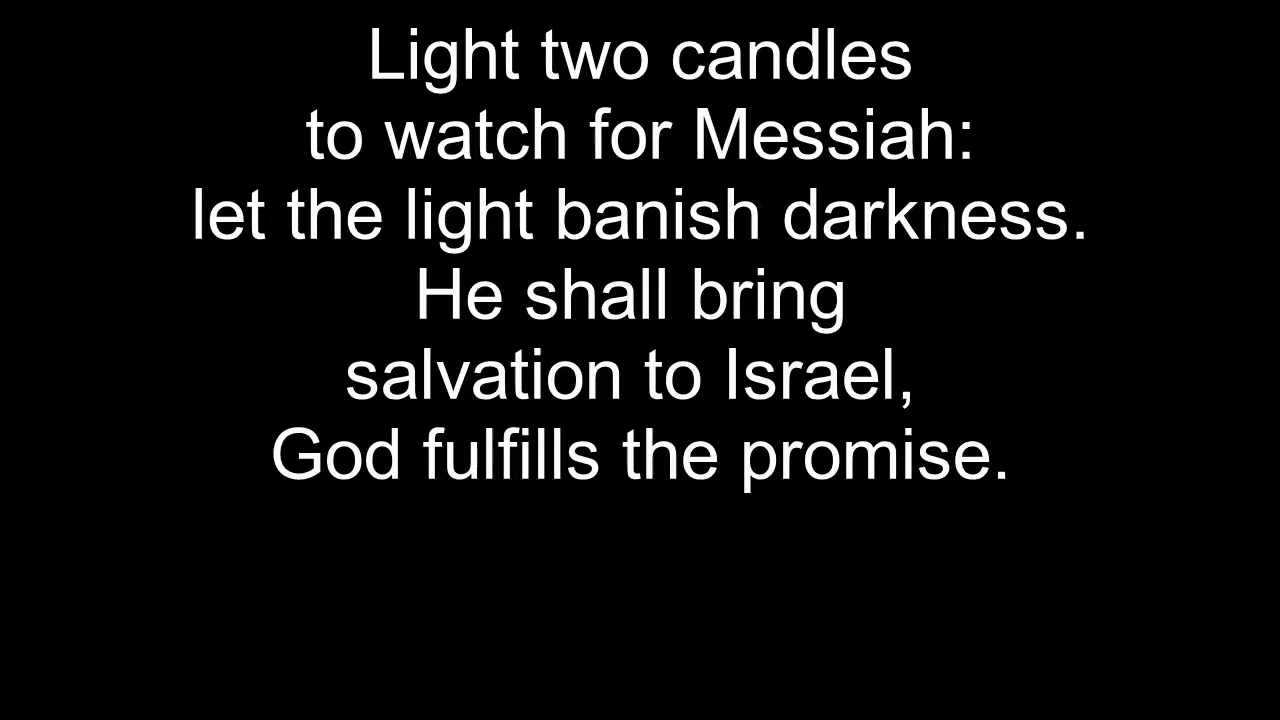 Light two candles
to watch for Messiah:
let the light banish darkness.
He shall bring
salvation to Israel,
God fulfills the promise.